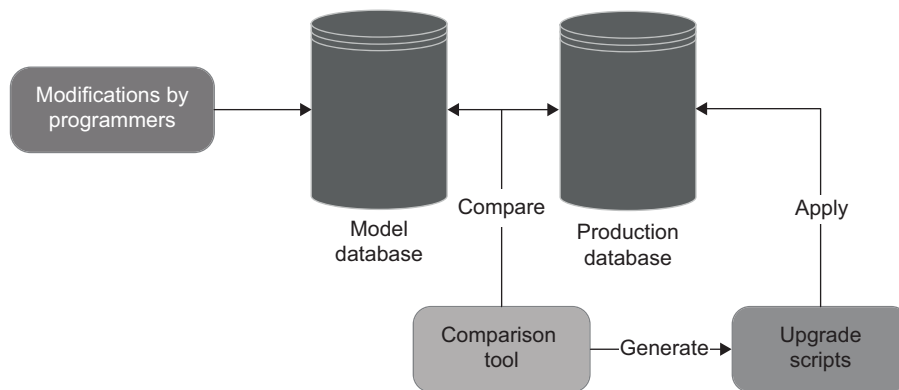 Modifications by
programmers
Compare
Apply
Model
database
Production
database
Comparison
tool
Generate
Upgrade
scripts